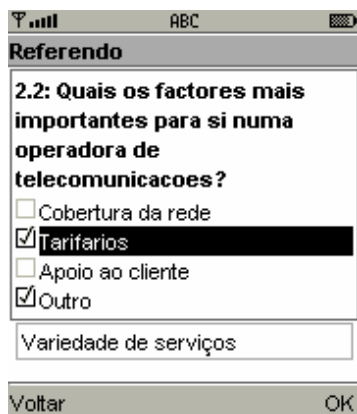 ABC
Referendo
2.2: Quais os factores mais
importantes para si numa
operadora de
telecomunicacoes?
Cobertura da rede
Tarifarios
Apoio ao cliente
Outro
Variedade de serviços
Voltar OK